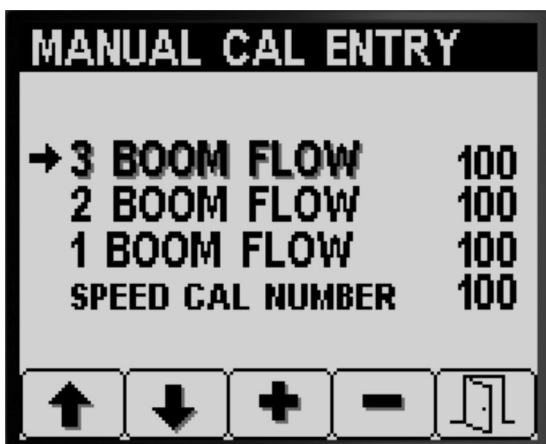 MANUAL CAL ENTRY
3 BOOM FLOW 100
2 BOOM FLOW 100
1 BOOM FLOW 100
SPEED CAL NUMBER 100